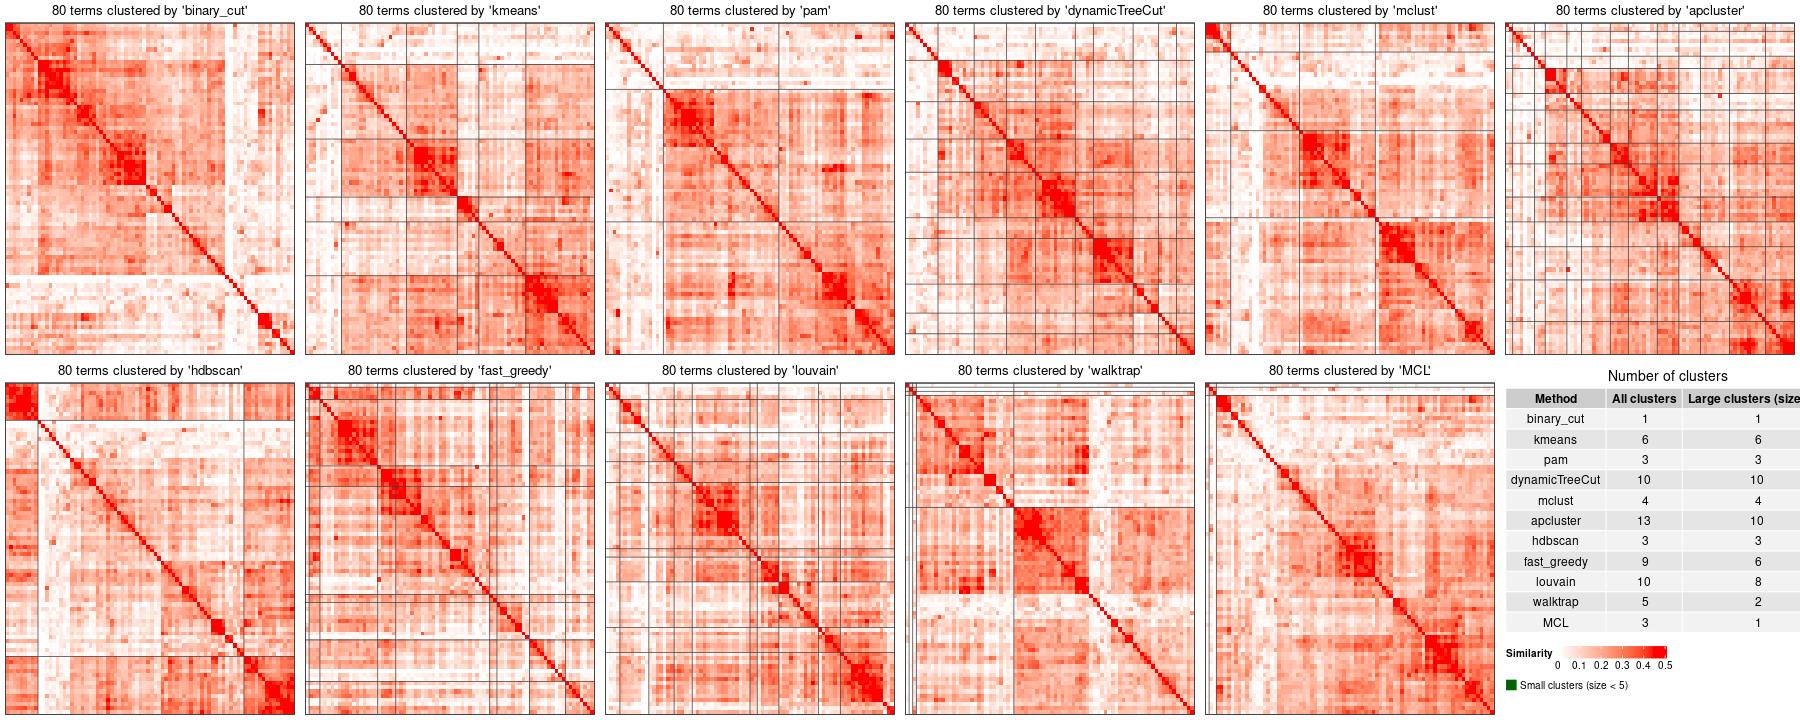 80 terms clustered by 'binary_cut'
80 terms clustered by 'kmeans'
80 terms clustered by 'pam'
80 terms clustered by 'dynamicTreeCut'
80 terms clustered by 'mclust'
80 terms clustered by 'apcluster'
80 terms clustered by 'hdbscan'
80 terms clustered by 'fast_greedy'
80 terms clustered by 'louvain'
80 terms clustered by 'walktrap'
80 terms clustered by 'MCL'
Number of clusters
Method All clusters Large clusters (size
binary_cut 1 1
kmeans 6 6
pam 3 3
dynamicTreeCut 10 10
mclust 4 4
apcluster 13 10
hdbscan 3 3
fast_greedy 9 6
louvain 10 8
walktrap 5 2
MCL 3 1
Similarity
0 0.1 0.2 0.3 0.4 0.5
Small clusters (size < 5)